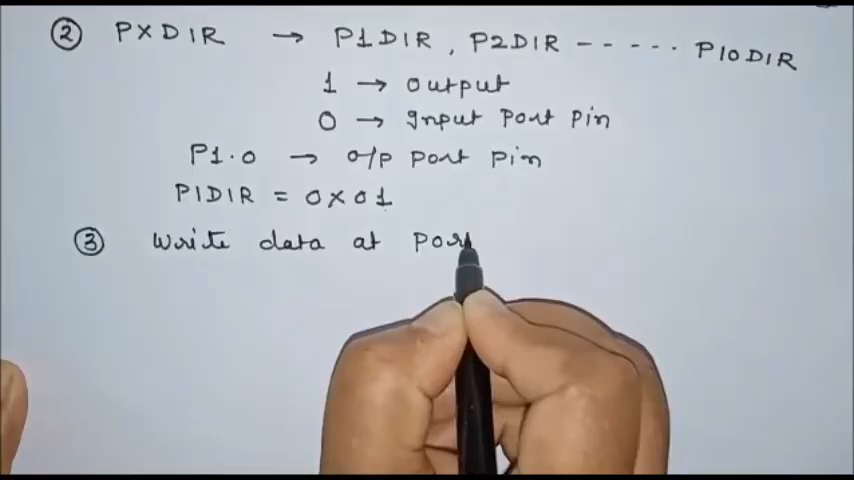 ② PXDIR → P1DIR, P2DIR ------ P10DIR
1 → output
0 → Input Port Pin
P1.0 → O/P Port Pin
P1DIR = 0x01
③ Write data at Port